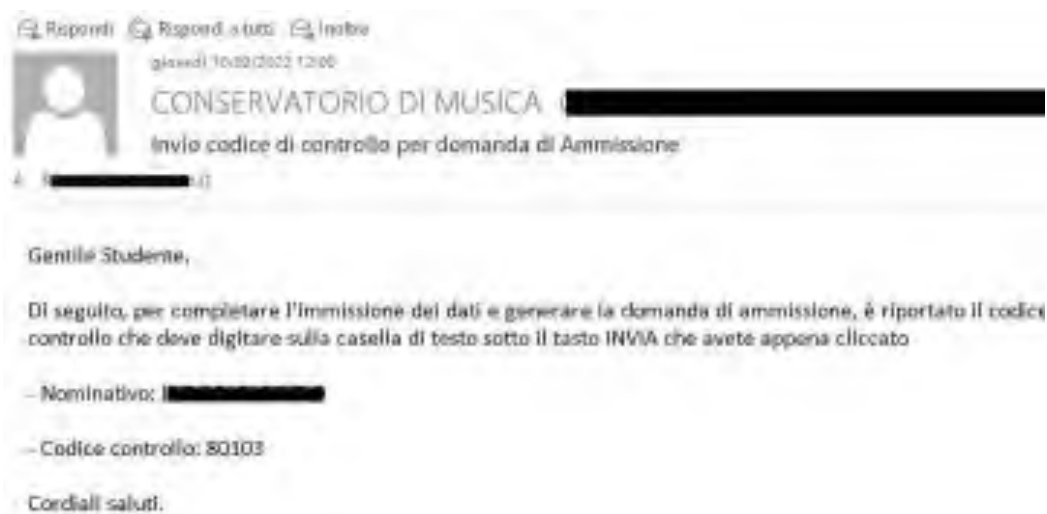 Rispondi Rispondi a tutti Inoltra
giovedì 12:00
CONSERVATORIO DI MUSICA
Invio codice di controllo per domanda di Ammissione
Gentile Studente,
Di seguito, per completare l'immissione dei dati e generare la domanda di ammissione, è riportato il codice
controllo che deve digitare sulla casella di testo sotto il tasto INVIA che avete appena cliccato
- Nominativo:
- Codice controllo: 80103
Cordiali saluti.